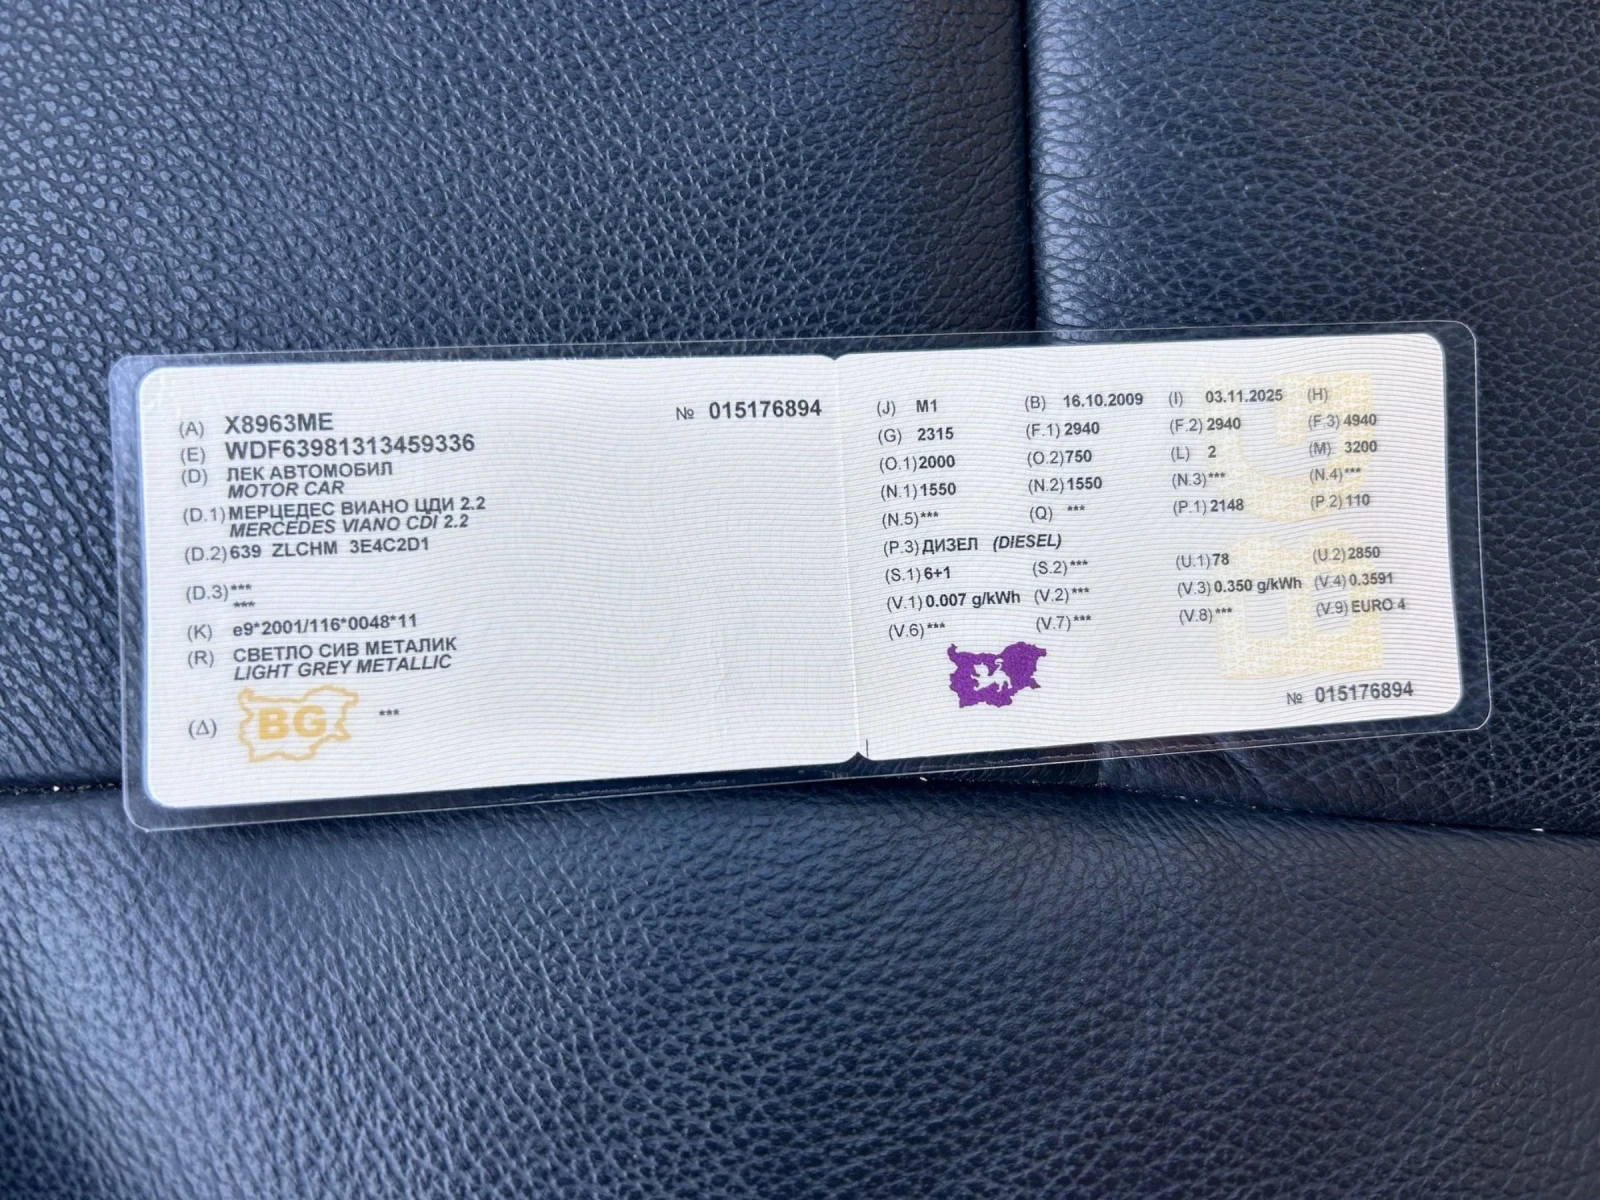 (A) X8963ME № 015176894
(E) WDF63981313459336
(D) ЛЕК АВТОМОБИЛ
MOTOR CAR
(D.1) МЕРЦЕДЕС ВИАНО ЦДИ 2.2
MERCEDES VIANO CDI 2.2
(D.2) 639 ZLCHM 3E4C2D1
(D.3) ***
***
(K) e9*2001/116*0048*11
(R) СВЕТЛО СИВ МЕТАЛИК
LIGHT GREY METALLIC
(Δ) BG ***
(J) M1 (B) 16.10.2009 (I) 03.11.2025 (H)
(G) 2315 (F.1) 2940 (F.2) 2940 (F.3) 4940
(O.1) 2000 (O.2) 750 (L) 2 (M) 3200
(N.1) 1550 (N.2) 1550 (N.3) *** (N.4) ***
(N.5) *** (Q) *** (P.1) 2148 (P.2) 110
(P.3) ДИЗЕЛ (DIESEL)
(S.1) 6+1 (S.2) *** (U.1) 78 (U.2) 2850
(V.1) 0.007 g/kWh (V.2) *** (V.3) 0.350 g/kWh (V.4) 0.3591
(V.6) *** (V.7) *** (V.8) *** (V.9) EURO 4
№ 015176894